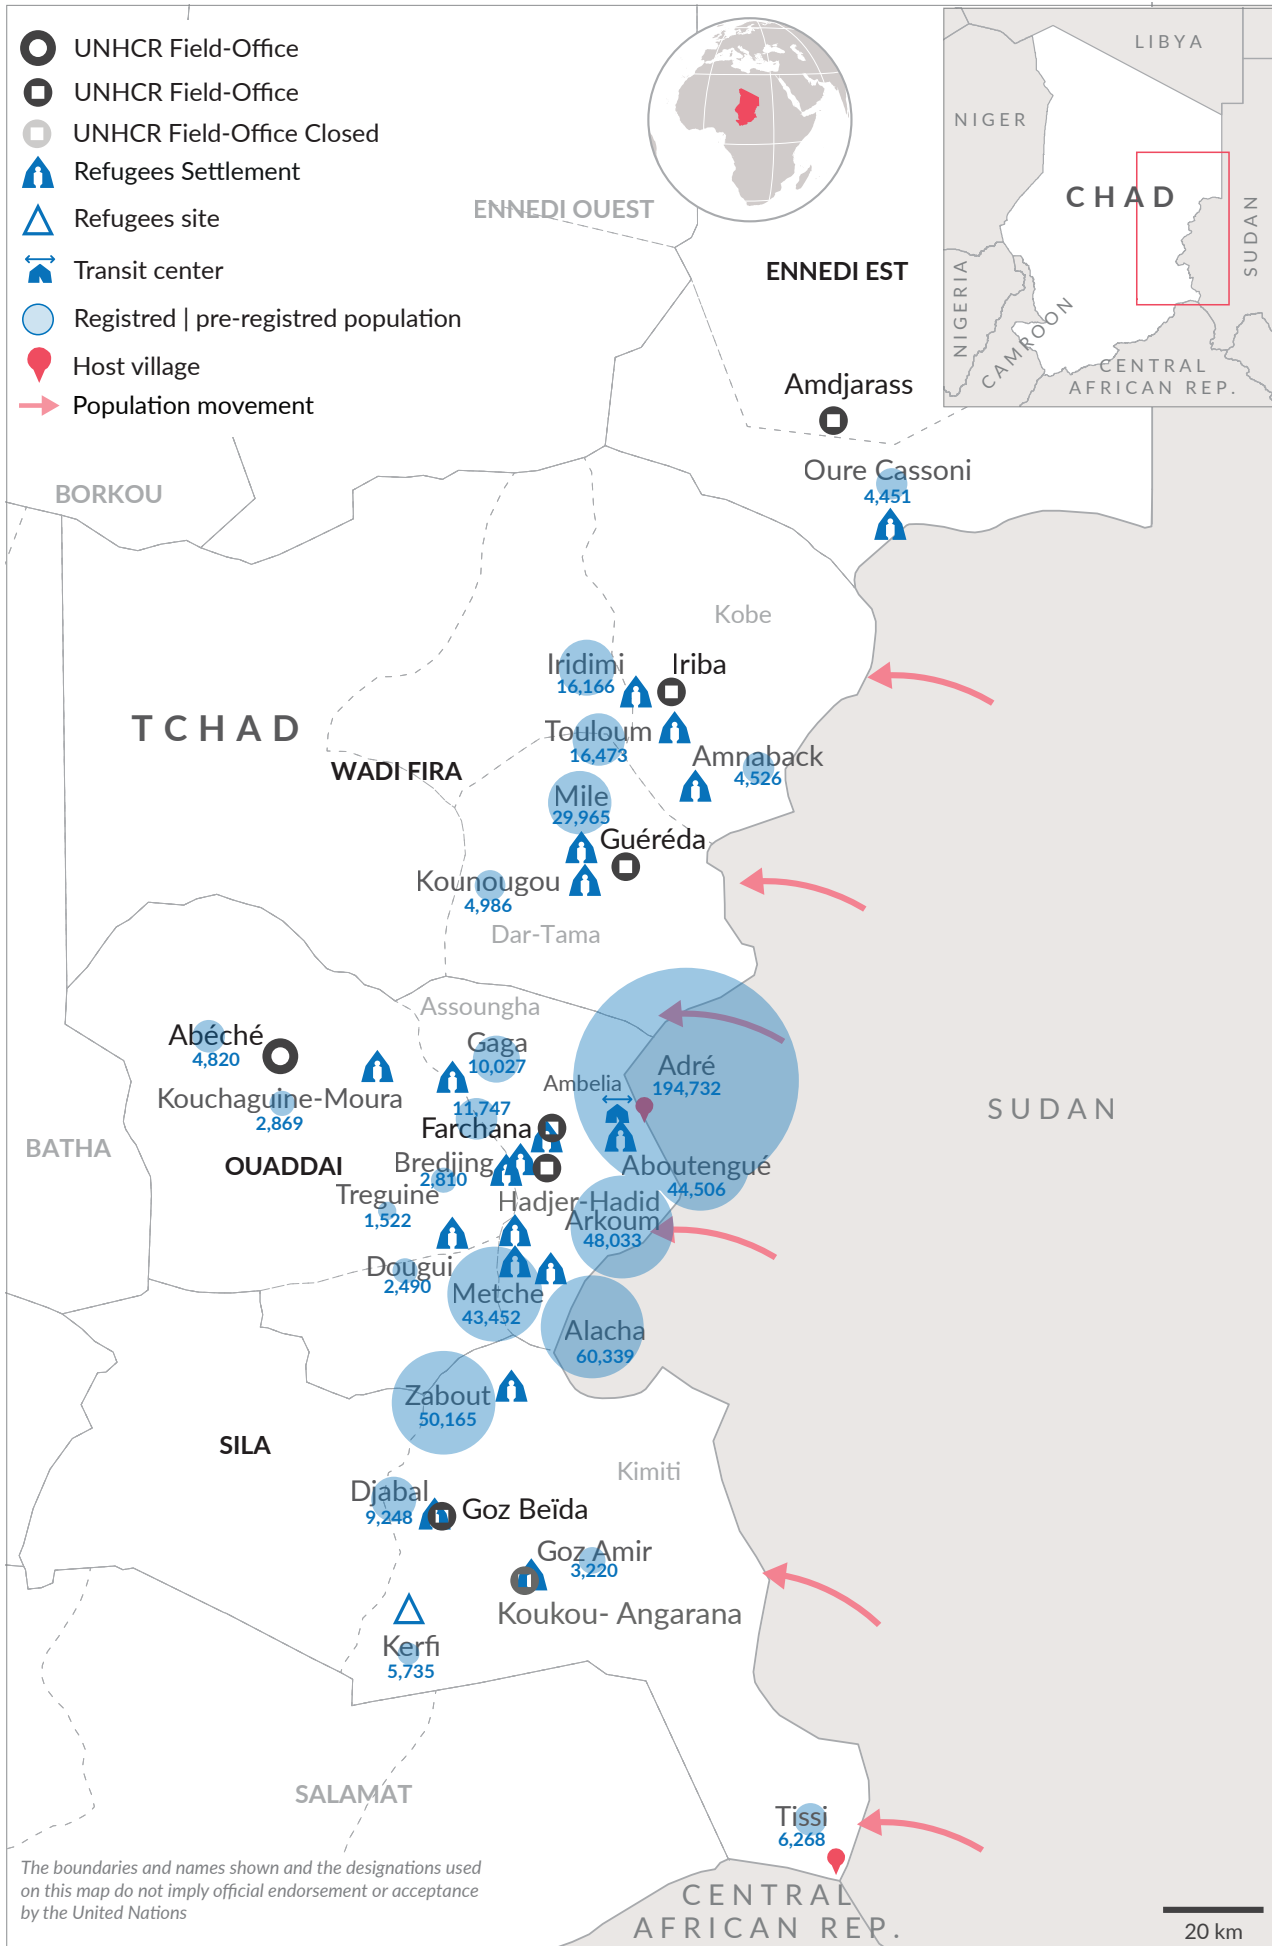 UNHCR Field-Office
UNHCR Field-Office
UNHCR Field-Office Closed
Refugees Settlement
Refugees site
Transit center
Registred | pre-registred population
Host village
Population movement
LIBYA
NIGER
CHAD
SUDAN
NIGERIA
CAMROON
CENTRAL
AFRICAN REP.
ENNEDI OUEST
ENNEDI EST
Amdjarass
Oure Cassoni
4,451
BORKOU
Kobe
Iridimi
16,166
Iriba
TCHAD
Touloum
16,473
Amnaback
4,526
WADI FIRA
Mile
29,965
Guéréda
Kounougou
4,986
Dar-Tama
Assoungha
Abéché
4,820
Gaga
10,027
Adré
194,732
Ambelia
Kouchaguine-Moura
2,869
11,747
Farchana
SUDAN
BATHA
OUADDAI
Bredjing
2,810
Aboutengué
44,506
Treguine
1,522
Hadjer-Hadid
Arkoum
48,033
Dougui
2,490
Metche
43,452
Alacha
60,339
Zabout
50,165
SILA
Kimiti
Djabal
9,248
Goz Beïda
Goz Amir
3,220
Koukou- Angarana
Kerfi
5,735
SALAMAT
Tissi
6,268
The boundaries and names shown and the designations used
on this map do not imply official endorsement or acceptance
by the United Nations
CENTRAL
AFRICAN REP.
20 km